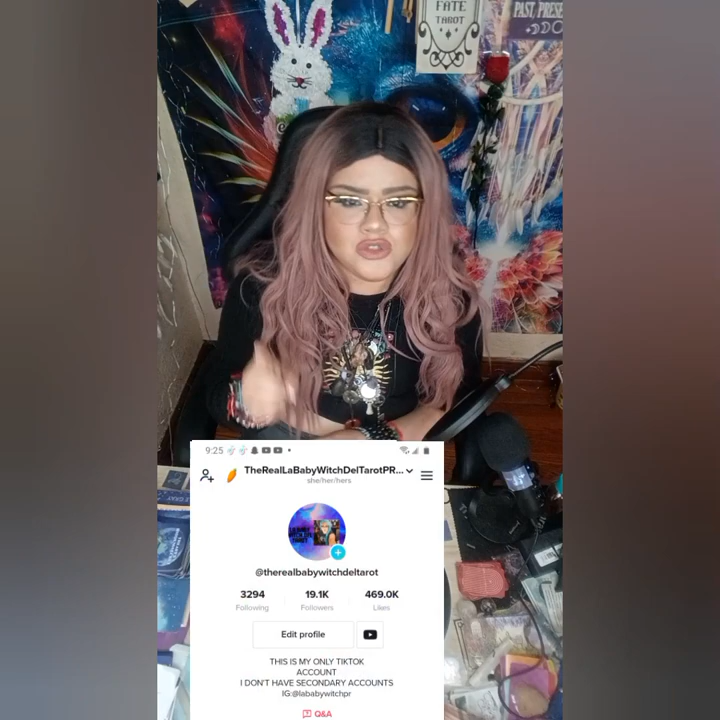 FATE
TAROT
PAST, PRESE
9:25
TheRealLaBabyWitchDelTarotPR...
she/her/hers
@therealbabywitchdeltarot
3294
19.1K
469.0K
Following
Followers
Likes
Edit profile
THIS IS MY ONLY TIKTOK
ACCOUNT
I DON'T HAVE SECONDARY ACCOUNTS
IG:@lababywitchpr
Q&A